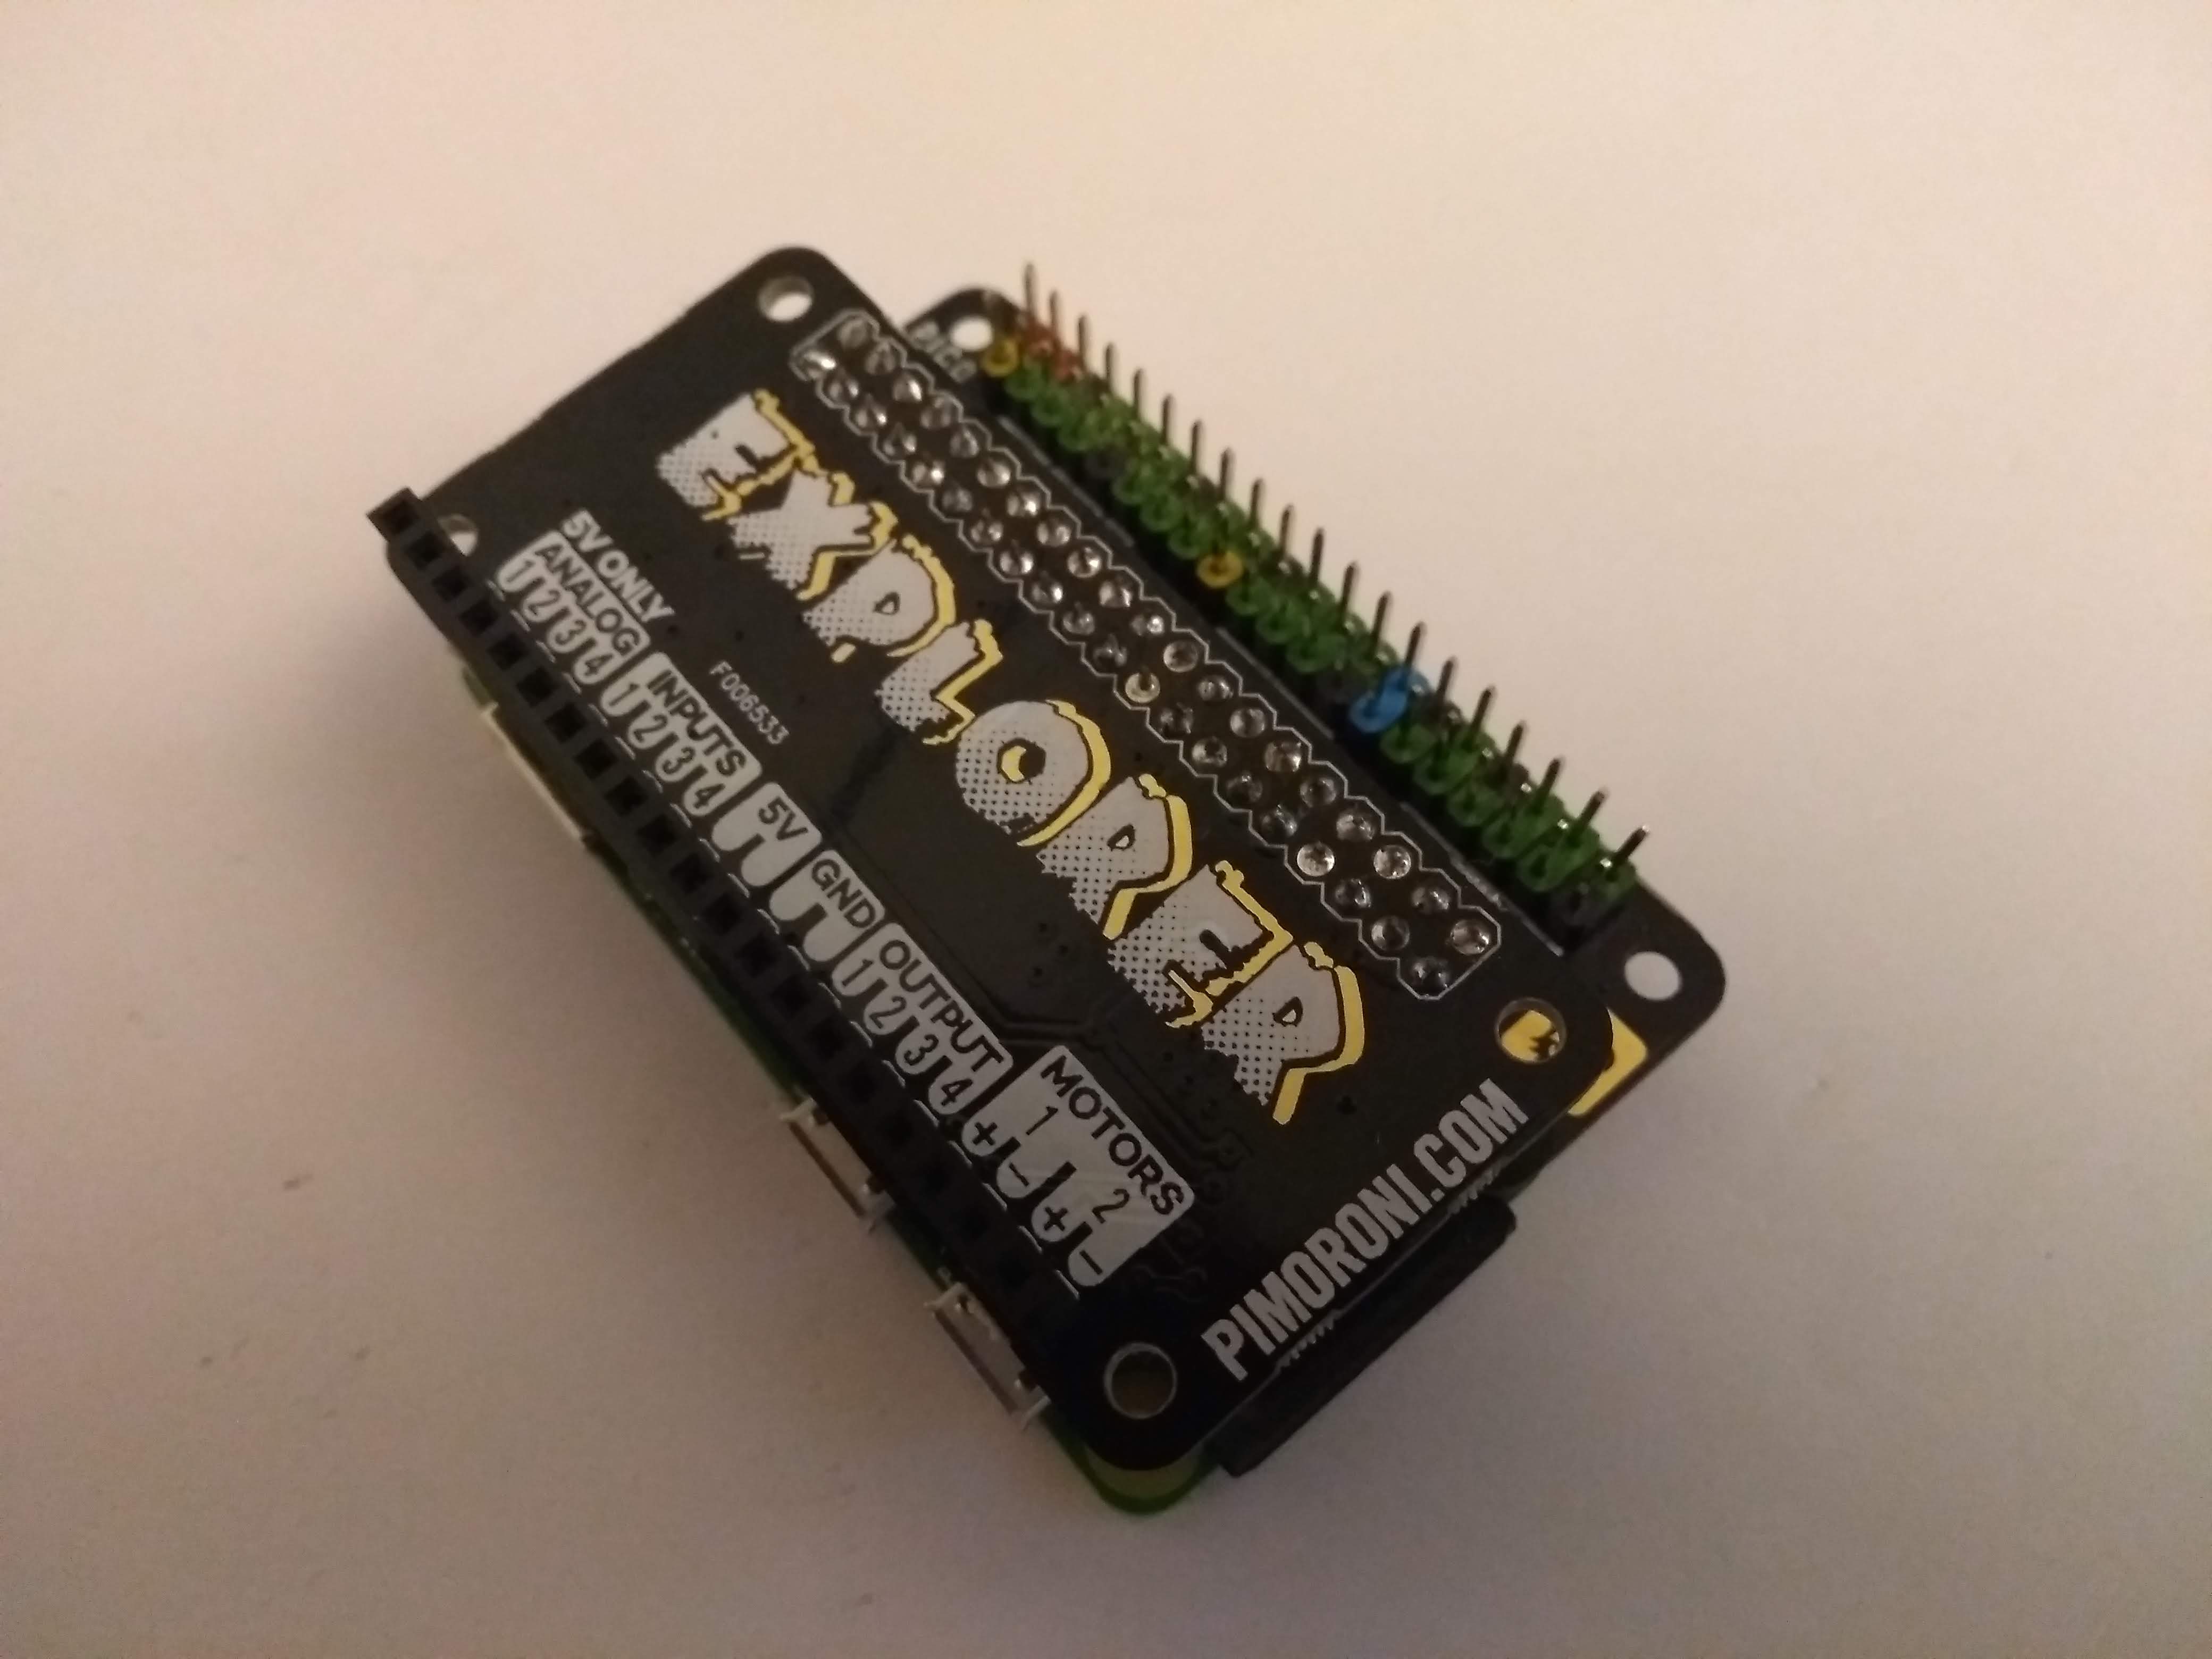 EXPLORER
5V ONLY
ANALOG
1 2 3 4
INPUTS
1 2 3 4
5V
GND
OUTPUT
1 2 3 4
MOTORS
1 2
+ - + -
F006533
PIMORONI.COM